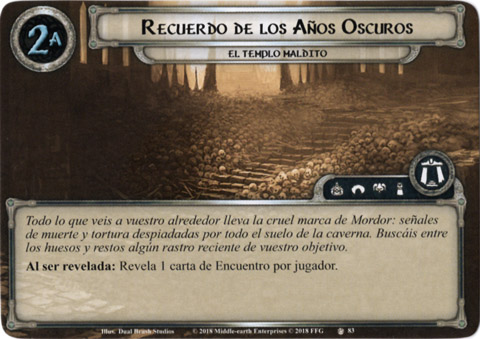 2A
Recuerdo de los Años Oscuros
El Templo Maldito
Todo lo que veis a vuestro alrededor lleva la cruel marca de Mordor: señales
de muerte y tortura despiadadas por todo el suelo de la caverna. Buscáis entre
los huesos y restos algún rastro reciente de vuestro objetivo.
Al ser revelada: Revela 1 carta de Encuentro por jugador.
Illus. Dual Brush Studios © 2018 Middle-earth Enterprises © 2018 FFG 83